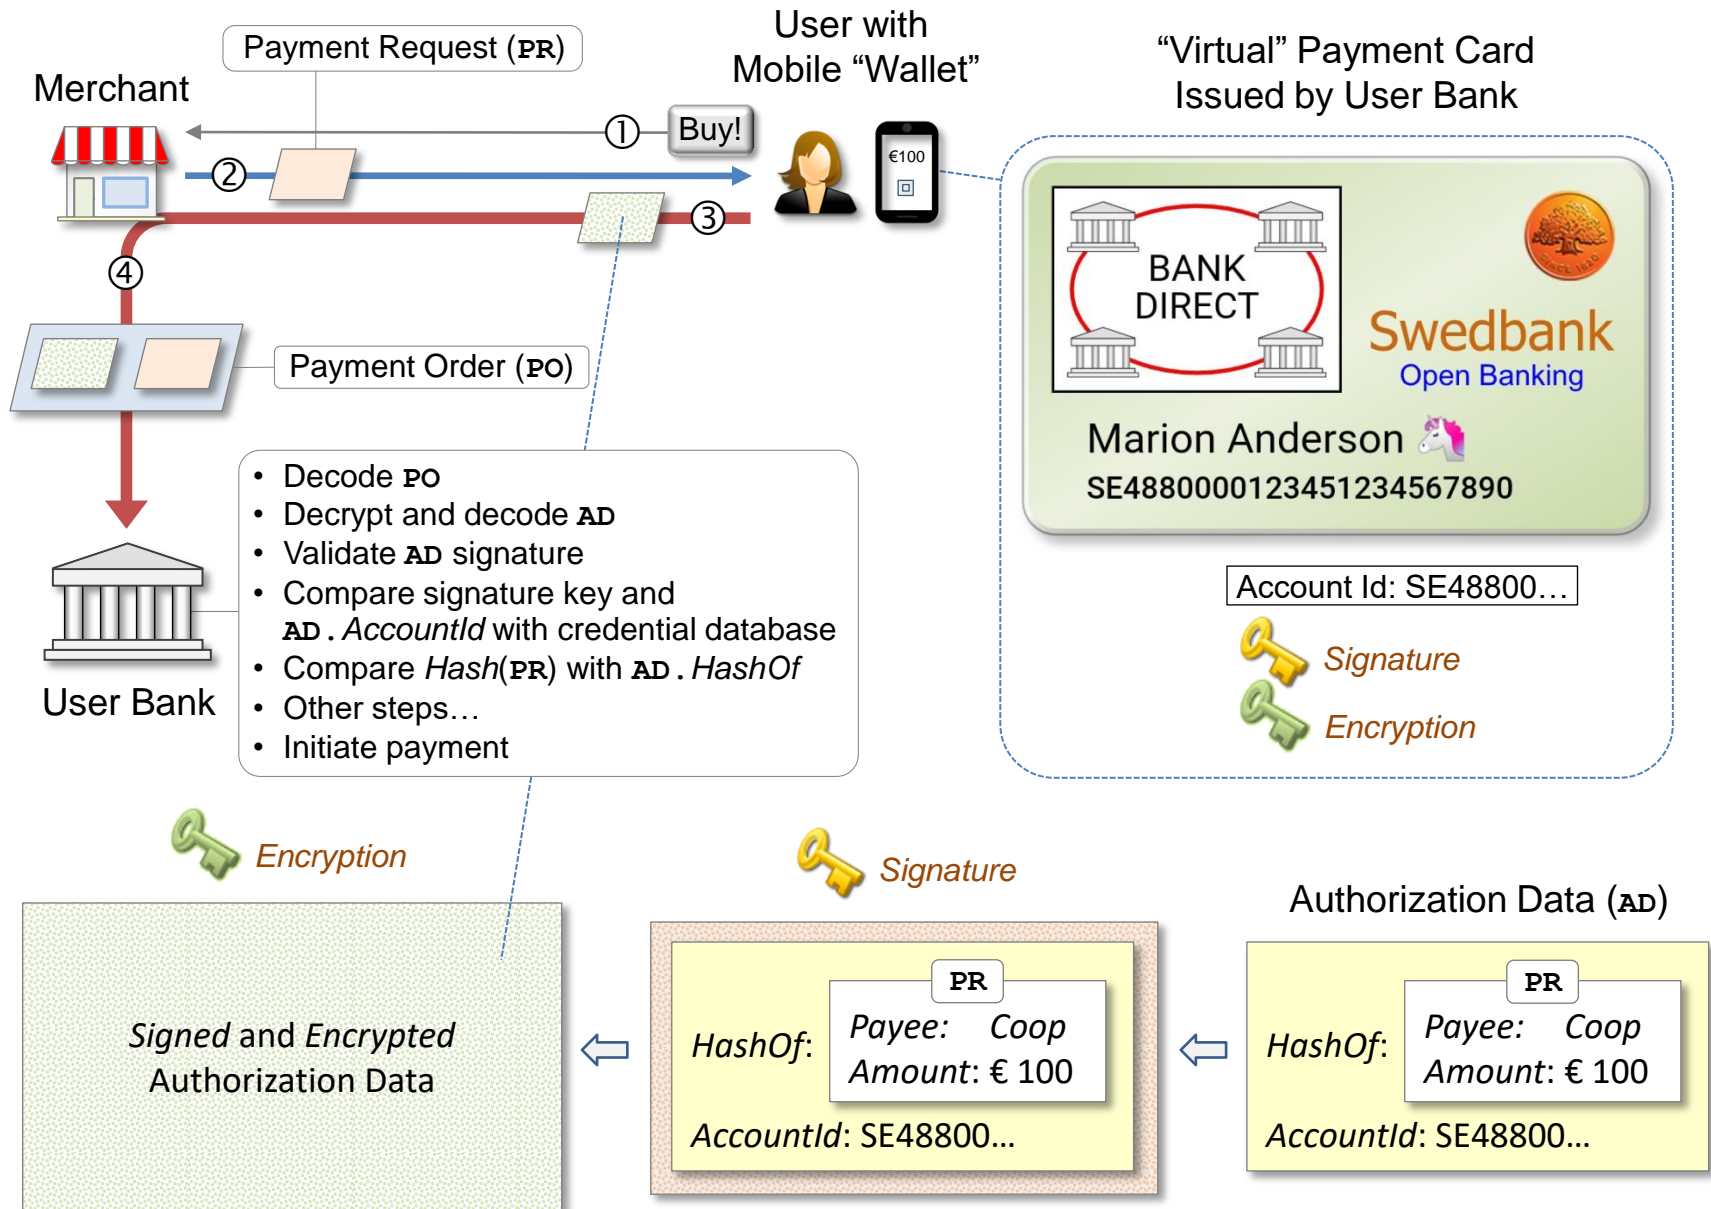 Payment Request (PR)
User with
Mobile “Wallet”
“Virtual” Payment Card
Issued by User Bank
Merchant
①
Buy!
€100
②
③
④
BANK
DIRECT
SINCE 1820
Swedbank
Open Banking
Marion Anderson
SE4880000123451234567890
Payment Order (PO)
• Decode PO
• Decrypt and decode AD
• Validate AD signature
• Compare signature key and
AD.AccountId with credential database
• Compare Hash(PR) with AD.HashOf
• Other steps…
• Initiate payment
User Bank
Account Id: SE48800…
Signature
Encryption
Encryption
Signature
Authorization Data (AD)
Signed and Encrypted
Authorization Data
PR
HashOf:
Payee: Coop
Amount: € 100
AccountId: SE48800...
PR
HashOf:
Payee: Coop
Amount: € 100
AccountId: SE48800...